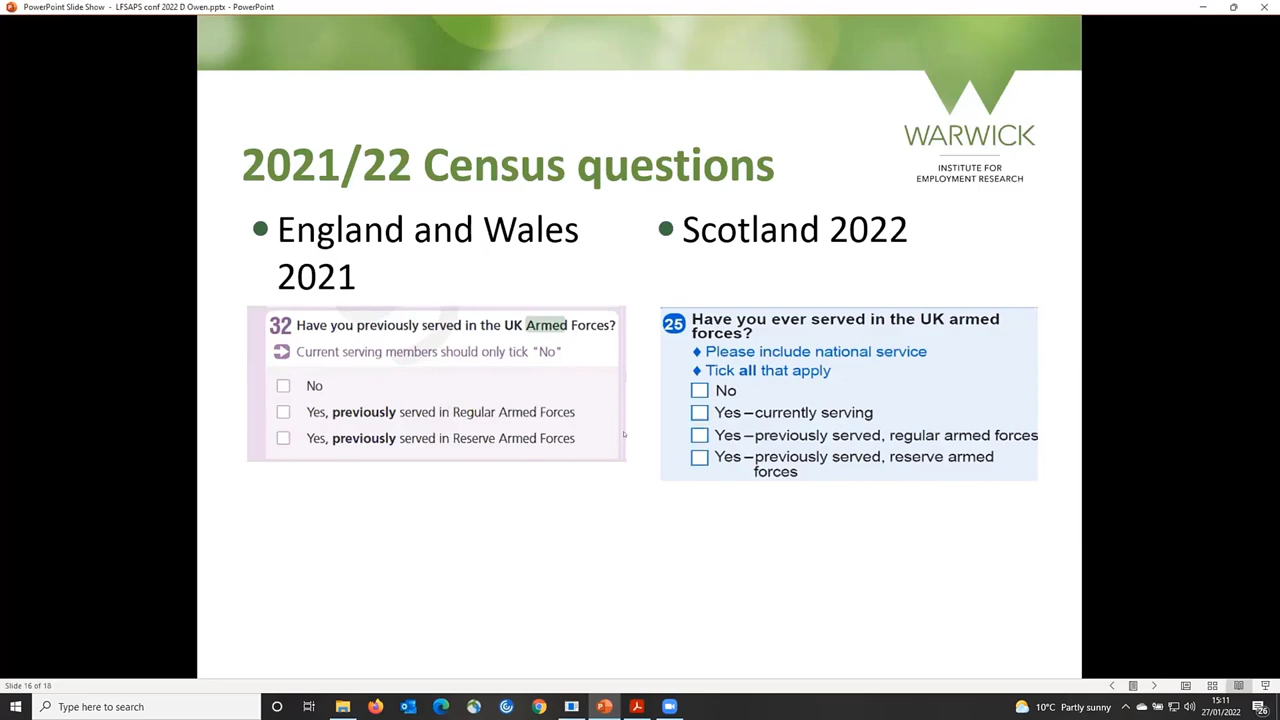 PowerPoint Slide Show - LFSAPS conf 2022 D Owen.pptx - PowerPoint
WARWICK
INSTITUTE FOR
EMPLOYMENT RESEARCH
2021/22 Census questions
• England and Wales
2021
32 Have you previously served in the UK Armed Forces?
Current serving members should only tick "No"
No
Yes, previously served in Regular Armed Forces
Yes, previously served in Reserve Armed Forces
• Scotland 2022
25 Have you ever served in the UK armed
forces?
♦ Please include national service
♦ Tick all that apply
No
Yes – currently serving
Yes – previously served, regular armed forces
Yes – previously served, reserve armed
forces
Slide 16 of 18
Type here to search
10°C Partly sunny
15:11
27/01/2022
26